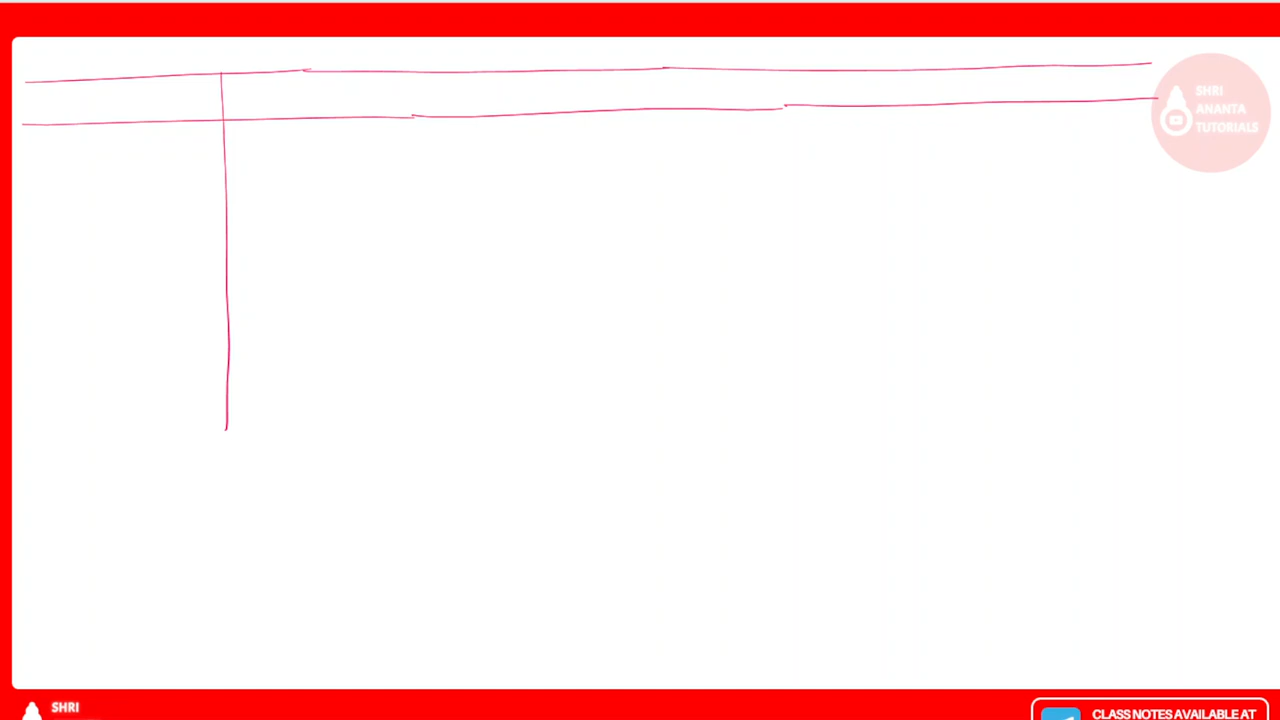 SHRI
ANANTA
TUTORIALS
SHRI
CLASS NOTES AVAILABLE AT